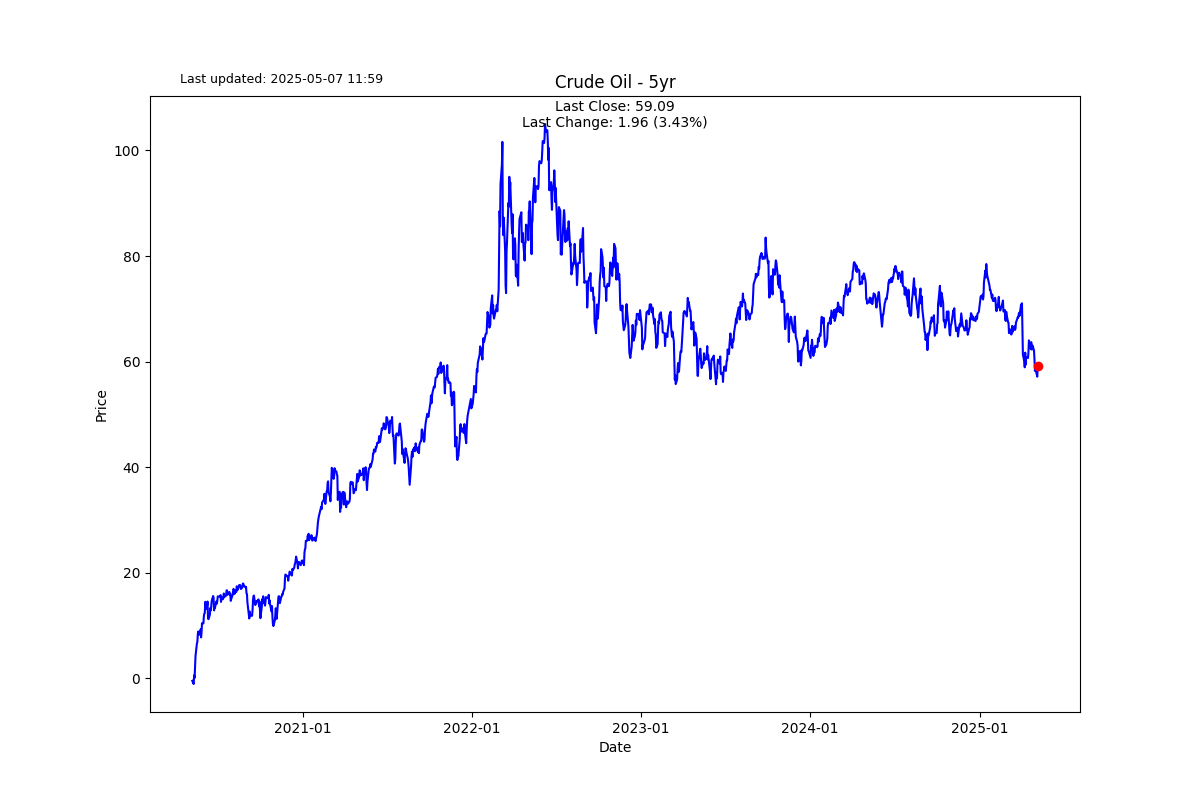 Last updated: 2025-05-07 11:59
Crude Oil - 5yr
Last Close: 59.09
Last Change: 1.96 (3.43%)
100
80
60
40
20
0
Price
2021-01
2022-01
2023-01
2024-01
2025-01
Date